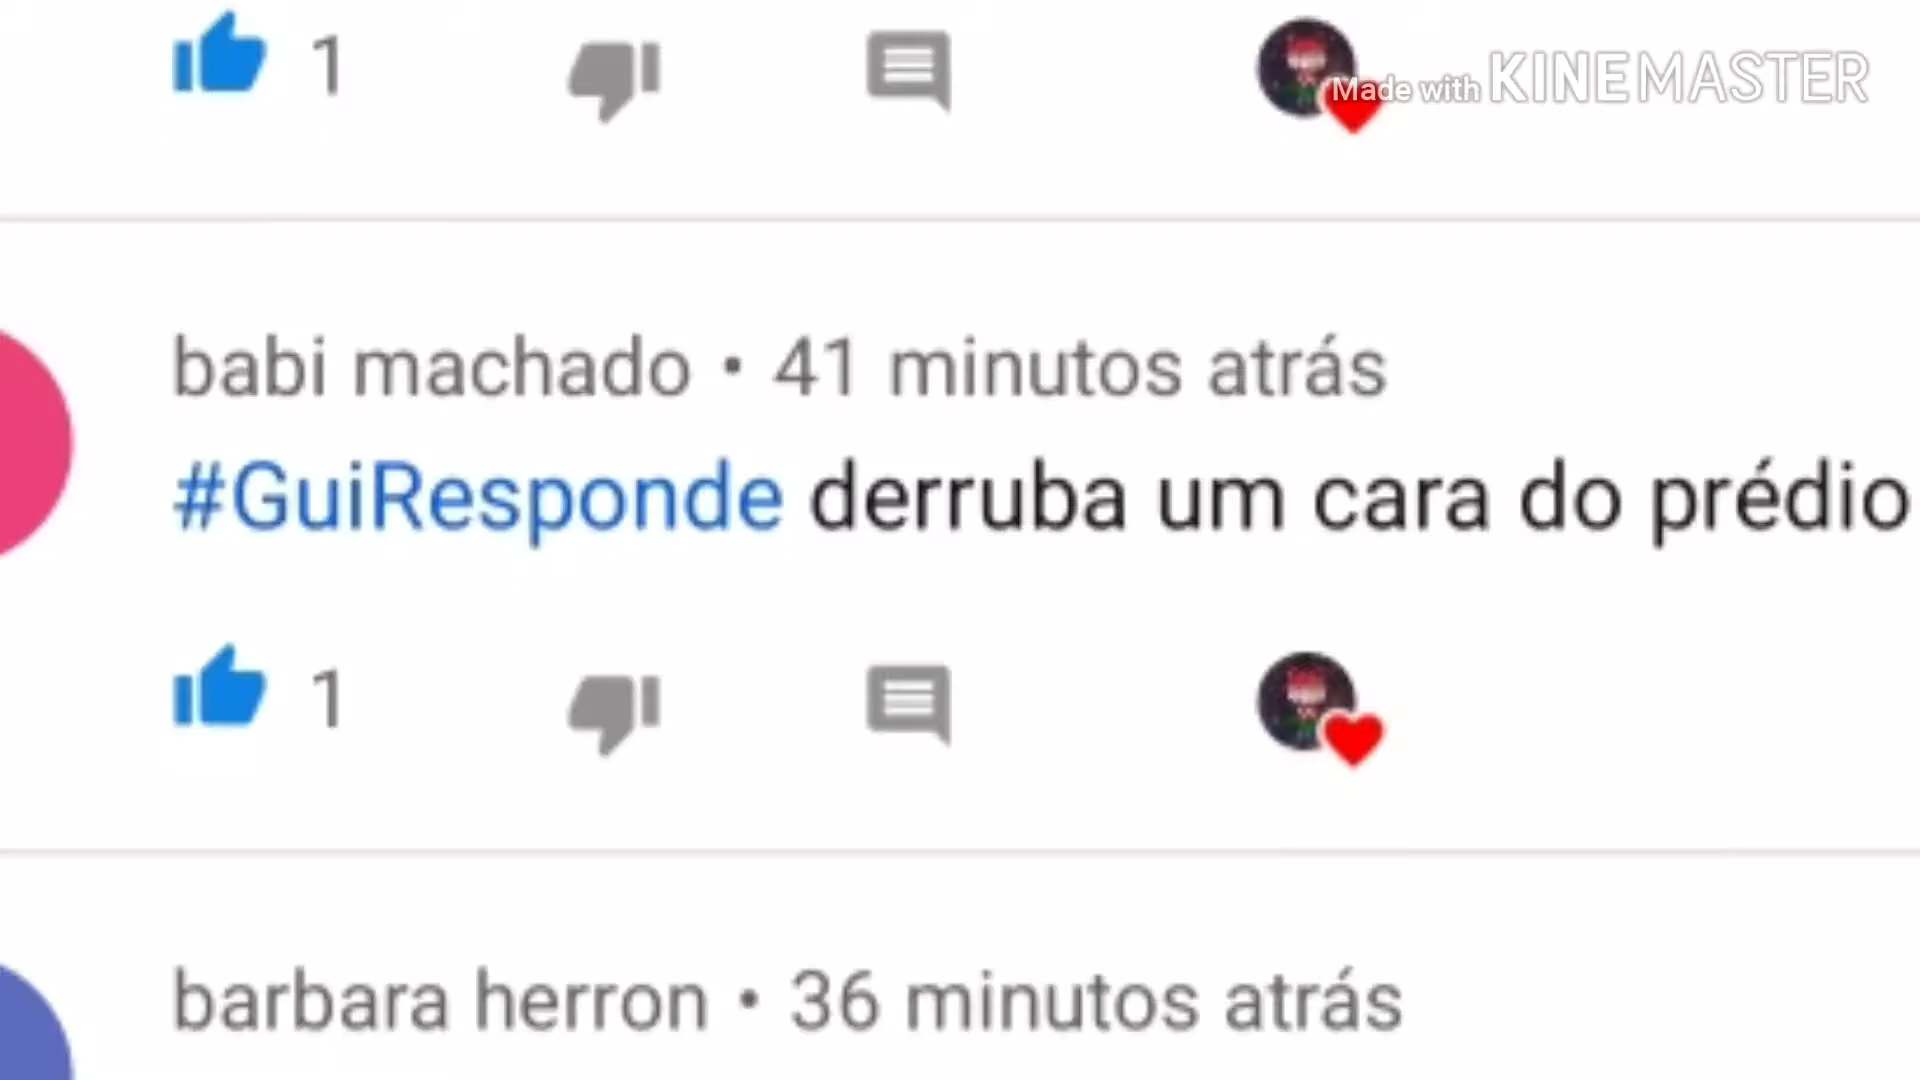 1
Made with KINEMASTER
babi machado • 41 minutos atrás
#GuiResponde derruba um cara do prédio
1
barbara herron • 36 minutos atrás